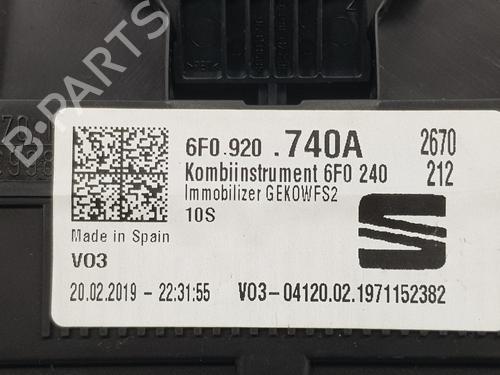 6F0.920 .740A 2670
Kombiinstrument 6F0 240 212
Immobilizer GEKOWFS2
10S
Made in Spain
V03
20.02.2019 - 22:31:55 V03-04120.02.1971152382
B-PARTS